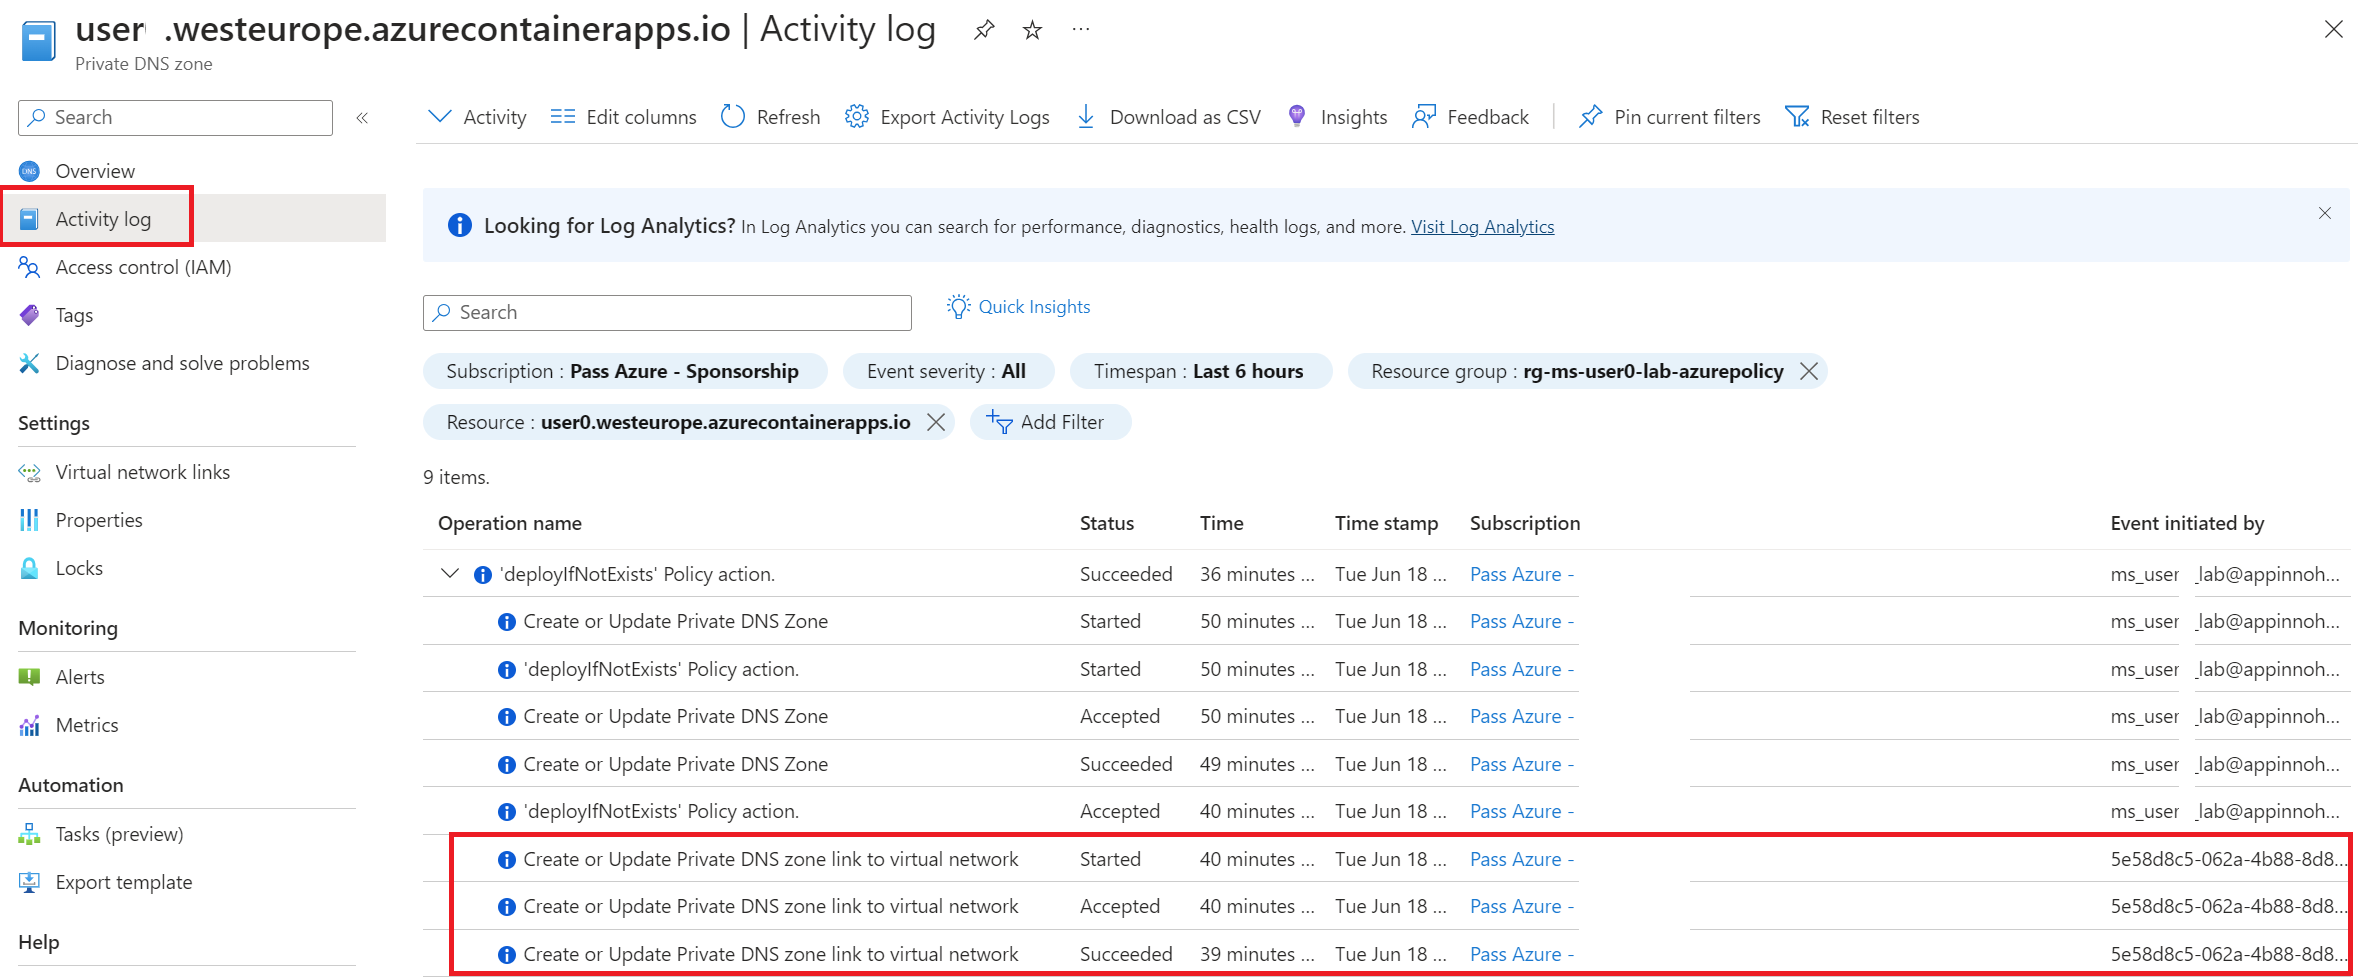 user .westeurope.azurecontainerapps.io | Activity log
Private DNS zone
Search
Activity Edit columns Refresh Export Activity Logs Download as CSV Insights Feedback Pin current filters Reset filters
Overview
Activity log
Access control (IAM)
Tags
Diagnose and solve problems
Settings
Virtual network links
Properties
Locks
Monitoring
Alerts
Metrics
Automation
Tasks (preview)
Export template
Help
Looking for Log Analytics? In Log Analytics you can search for performance, diagnostics, health logs, and more. Visit Log Analytics
Search
Quick Insights
Subscription : Pass Azure - Sponsorship Event severity : All Timespan : Last 6 hours Resource group : rg-ms-user0-lab-azurepolicy
Resource : user0.westeurope.azurecontainerapps.io Add Filter
9 items.
Operation name Status Time Time stamp Subscription Event initiated by
'deployIfNotExists' Policy action. Succeeded 36 minutes ... Tue Jun 18 ... Pass Azure - ms_user _lab@appinnoh...
Create or Update Private DNS Zone Started 50 minutes ... Tue Jun 18 ... Pass Azure - ms_user _lab@appinnoh...
'deployIfNotExists' Policy action. Started 50 minutes ... Tue Jun 18 ... Pass Azure - ms_user _lab@appinnoh...
Create or Update Private DNS Zone Accepted 50 minutes ... Tue Jun 18 ... Pass Azure - ms_user _lab@appinnoh...
Create or Update Private DNS Zone Succeeded 49 minutes ... Tue Jun 18 ... Pass Azure - ms_user _lab@appinnoh...
'deployIfNotExists' Policy action. Accepted 40 minutes ... Tue Jun 18 ... Pass Azure - ms_user _lab@appinnoh...
Create or Update Private DNS zone link to virtual network Started 40 minutes ... Tue Jun 18 ... Pass Azure - 5e58d8c5-062a-4b88-8d8...
Create or Update Private DNS zone link to virtual network Accepted 40 minutes ... Tue Jun 18 ... Pass Azure - 5e58d8c5-062a-4b88-8d8...
Create or Update Private DNS zone link to virtual network Succeeded 39 minutes ... Tue Jun 18 ... Pass Azure - 5e58d8c5-062a-4b88-8d8...